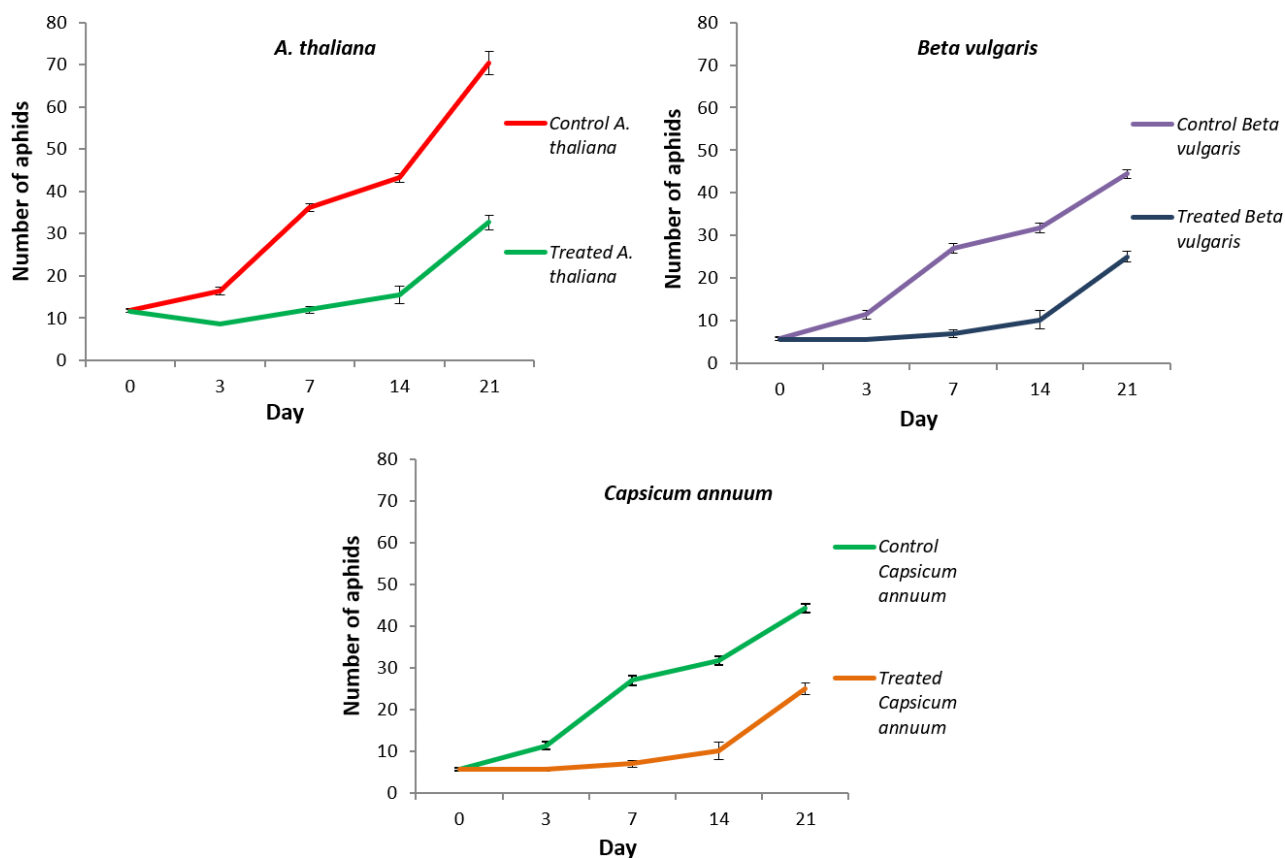 A. thaliana
80
70
60
50
40
30
20
10
0
Number of aphids
0 3 7 14 21
Day
Control A.
thaliana
Treated A.
thaliana
Beta vulgaris
80
70
60
50
40
30
20
10
0
Number of aphids
0 3 7 14 21
Day
Control Beta
vulgaris
Treated Beta
vulgaris
Capsicum annuum
80
70
60
50
40
30
20
10
0
Number of aphids
0 3 7 14 21
Day
Control
Capsicum
annuum
Treated
Capsicum
annuum